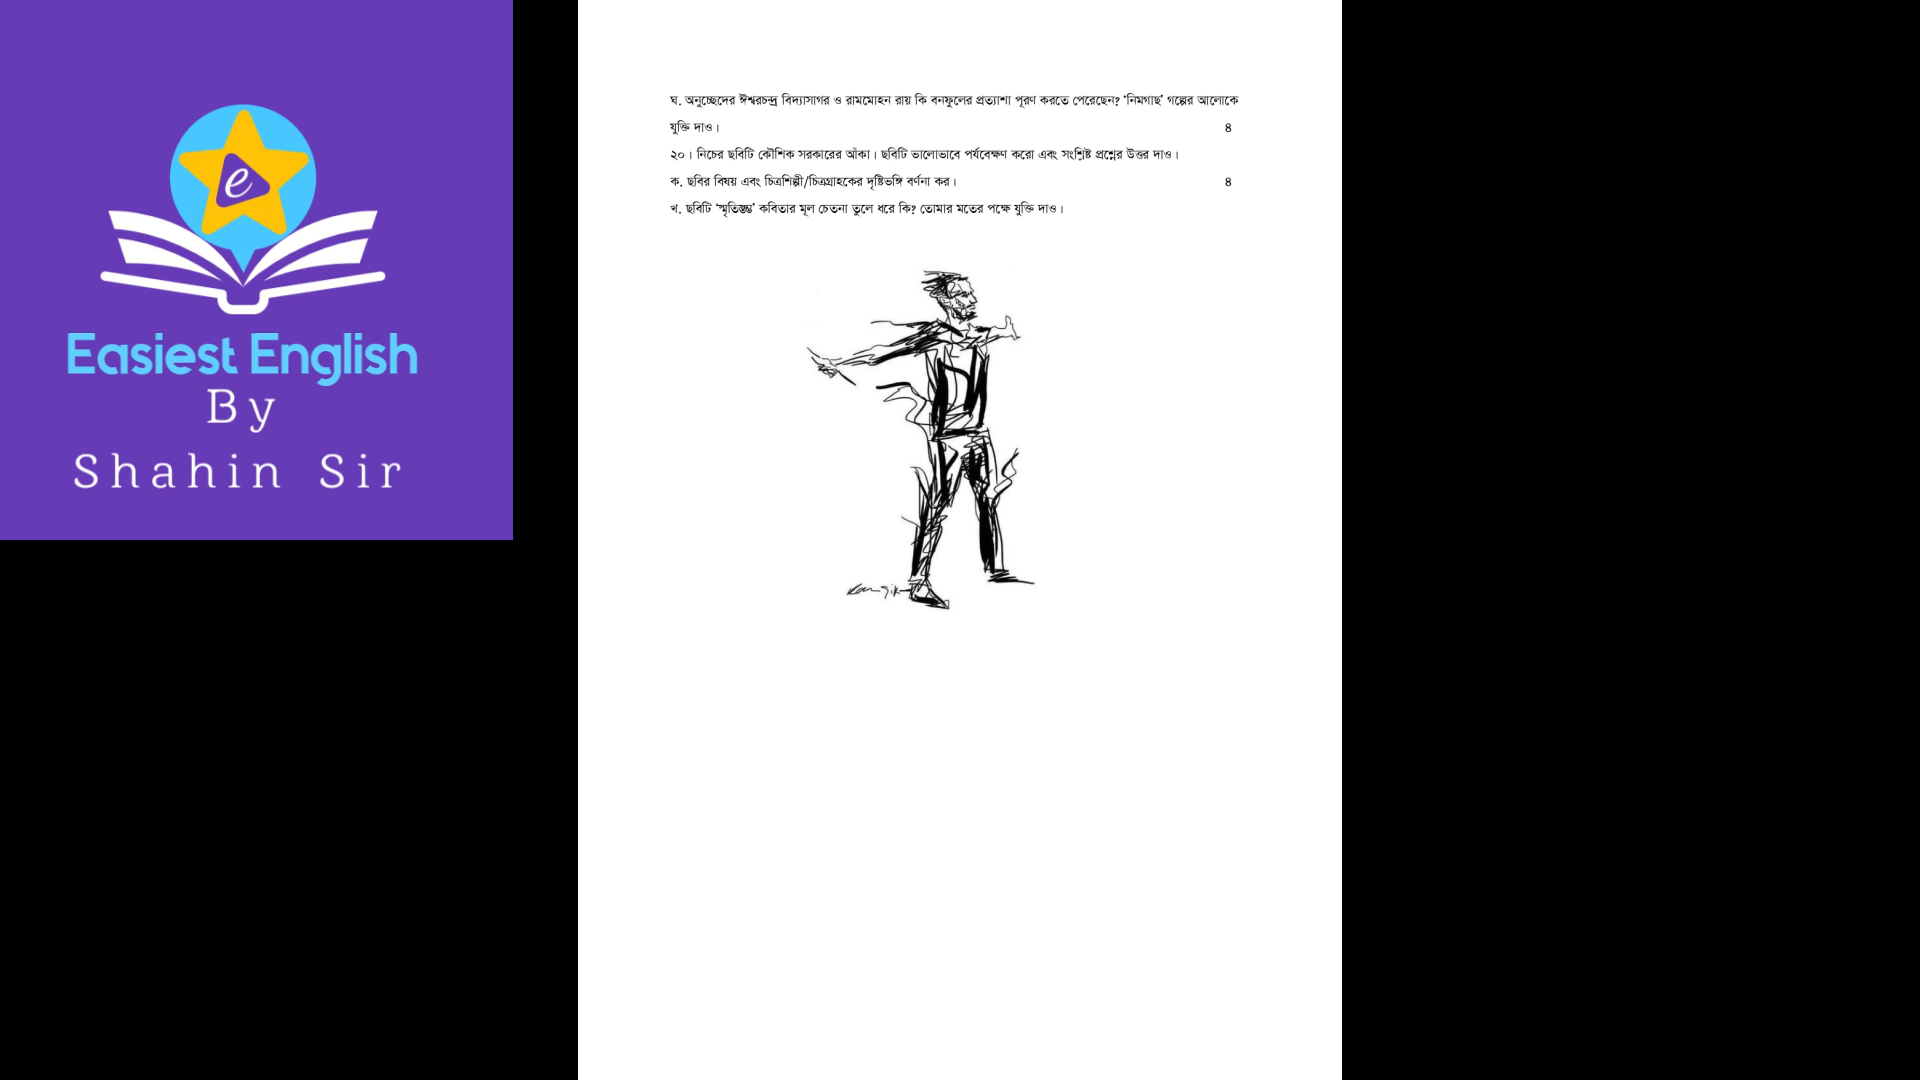 e
Easiest English
By
Shahin Sir
ঘ. অনুচ্ছেদের ঈশ্বরচন্দ্র বিদ্যাসাগর ও রামমোহন রায় কি বনফুলের প্রত্যাশা পূরণ করতে পেরেছেন? ‘নিমগাছ’ গল্পের আলোকে
যুক্তি দাও। ৪
২০। নিচের ছবিটি কৌশিক সরকারের আঁকা। ছবিটি ভালোভাবে পর্যবেক্ষণ করো এবং সংশ্লিষ্ট প্রশ্নের উত্তর দাও।
ক. ছবির বিষয় এবং চিত্রশিল্পী/চিত্রগ্রাহকের দৃষ্টিভঙ্গি বর্ণনা কর। ৪
খ. ছবিটি ‘স্মৃতিস্তম্ভ’ কবিতার মূল চেতনা তুলে ধরে কি? তোমার মতের পক্ষে যুক্তি দাও।